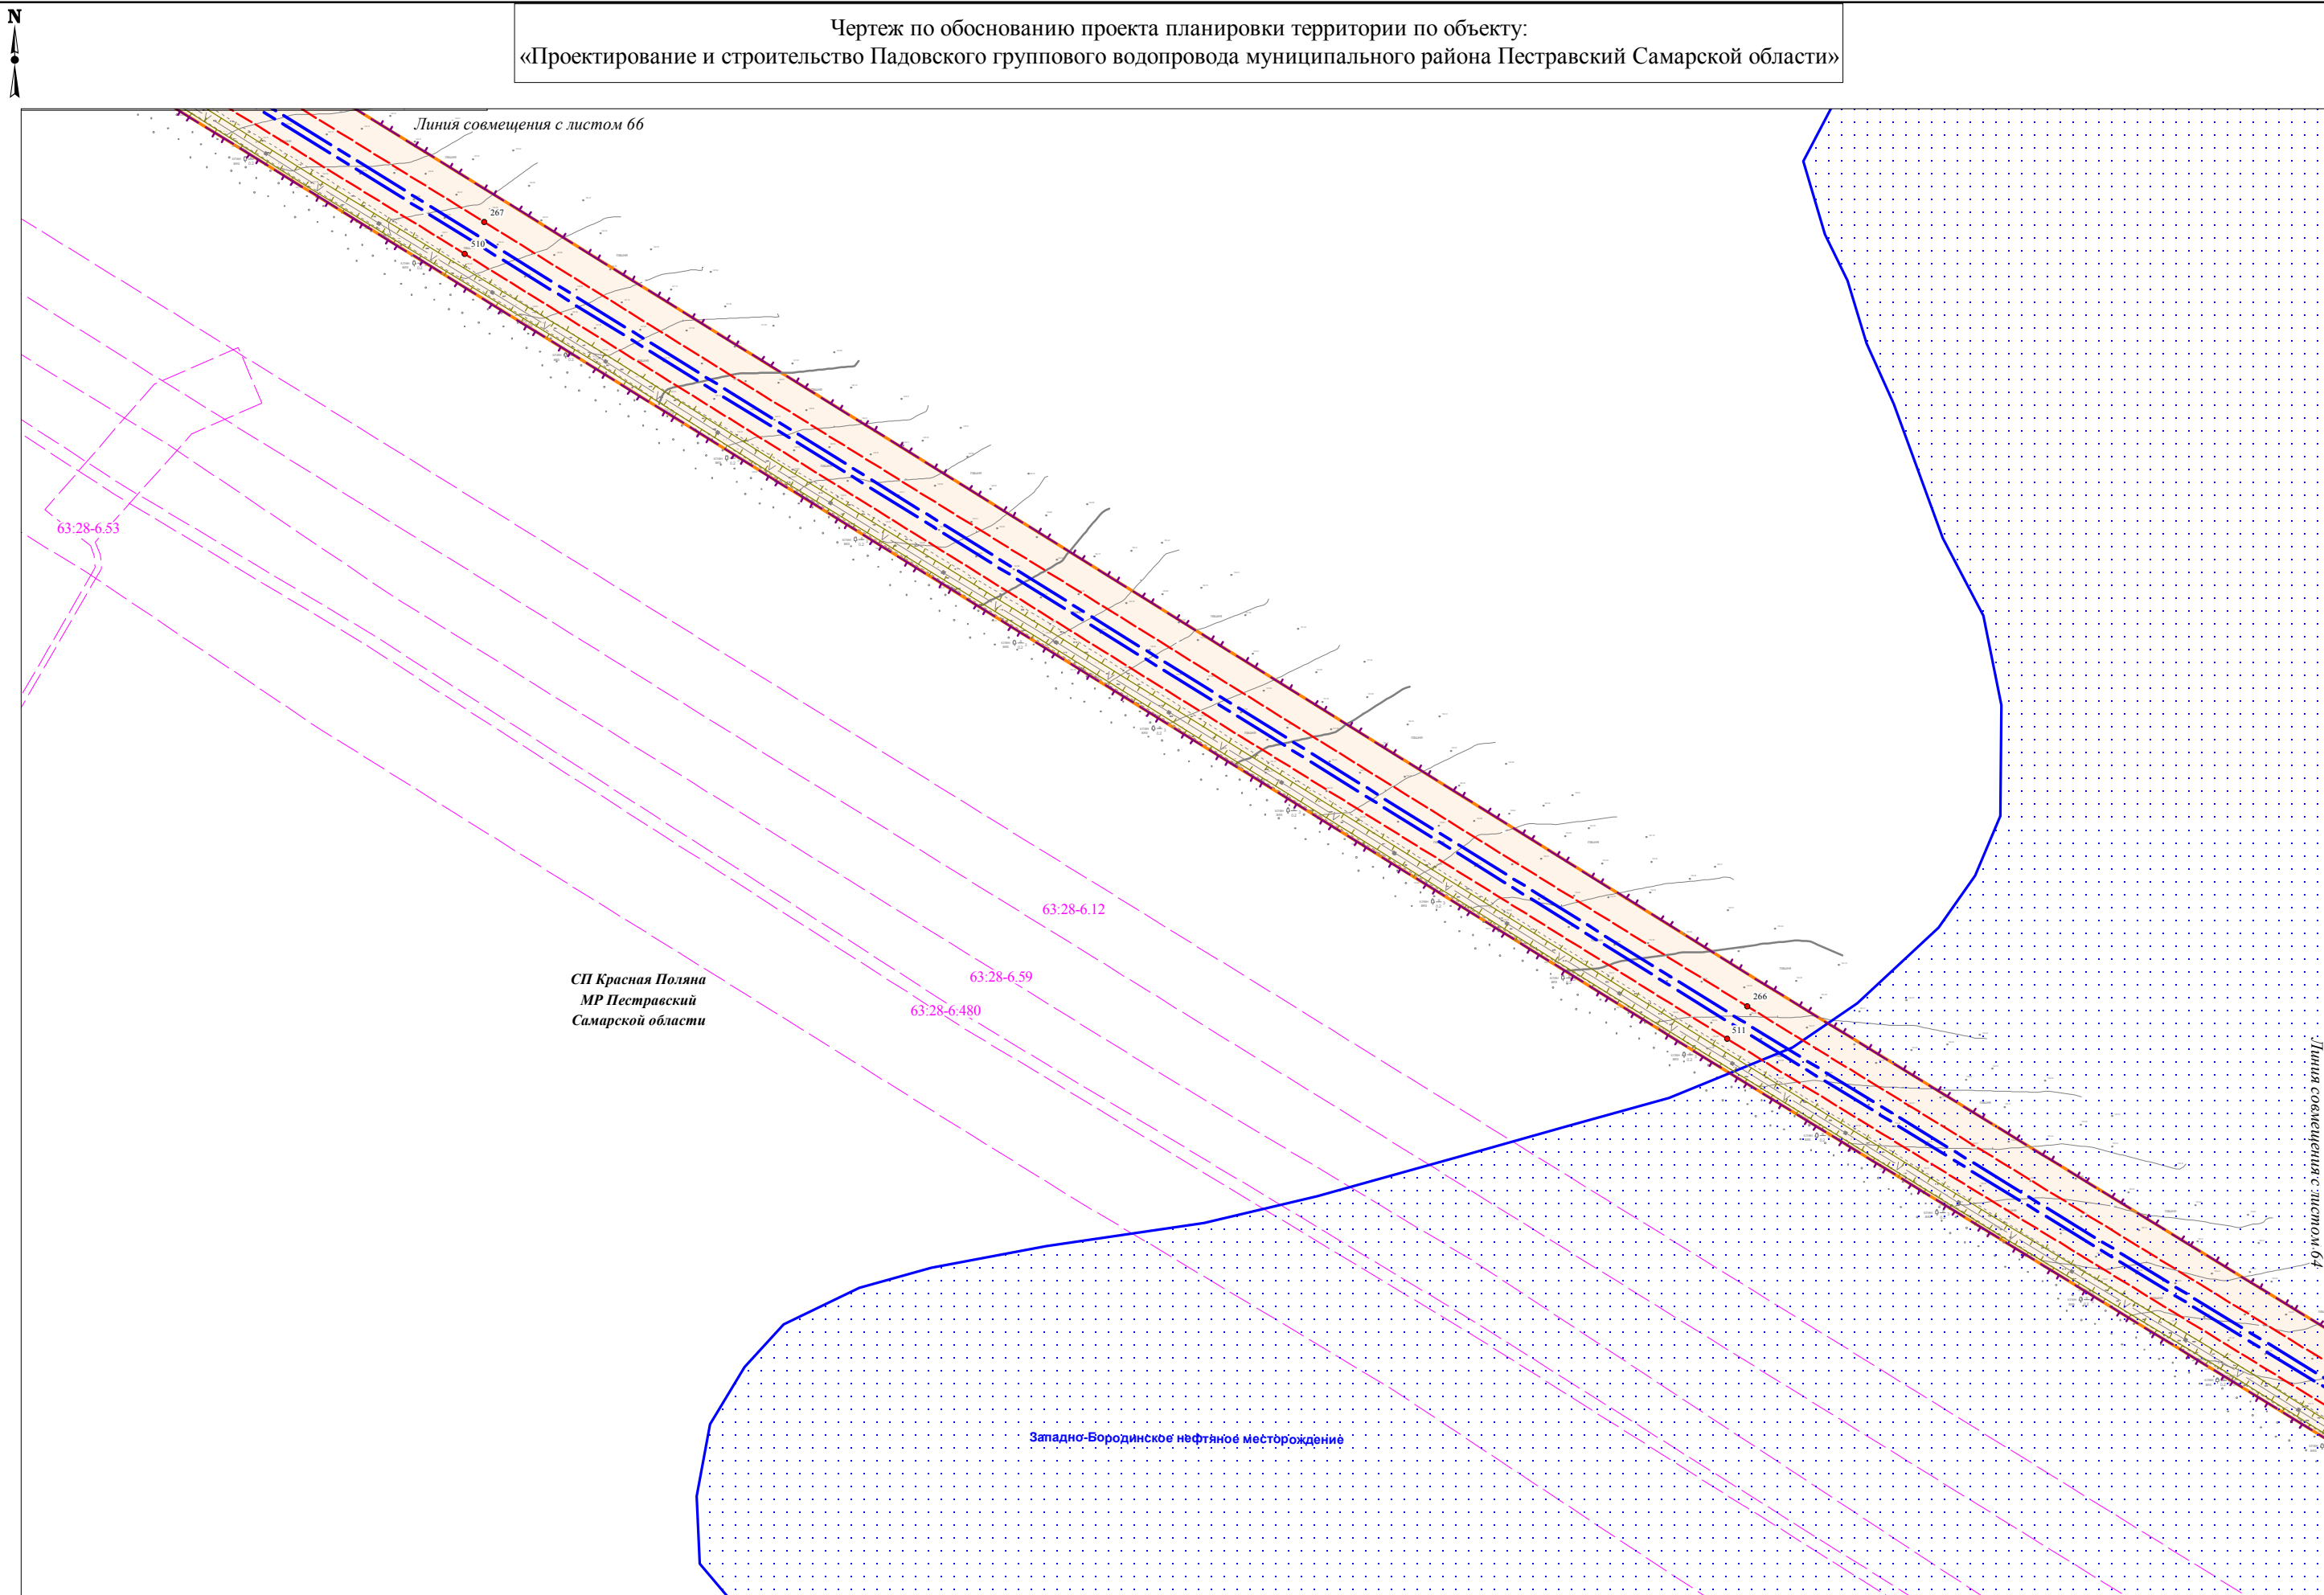 N
Чертеж по обоснованию проекта планировки территории по объекту:
«Проектирование и строительство Падовского группового водопровода муниципального района Пестравский Самарской области»
Линия совмещения с листом 66
267
510
63:28-6.53
63:28-6.12
63:28-6.59
63:28-6:480
СП Красная Поляна
МР Пестравский
Самарской области
266
511
Линия совмещения с листом 64
Западно-Бородинское нефтяное месторождение